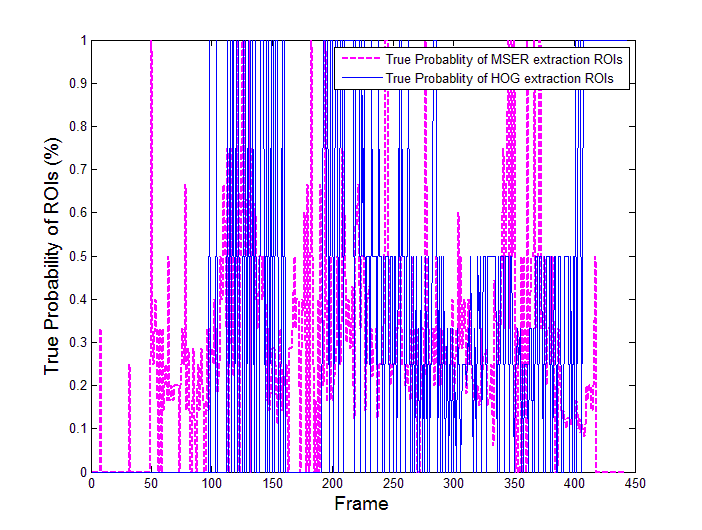 True Probablity of MSER extraction ROIs
True Probablity of HOG extraction ROIs
True Probability of ROIs (%)
1
0.9
0.8
0.7
0.6
0.5
0.4
0.3
0.2
0.1
0
0 50 100 150 200 250 300 350 400 450
Frame